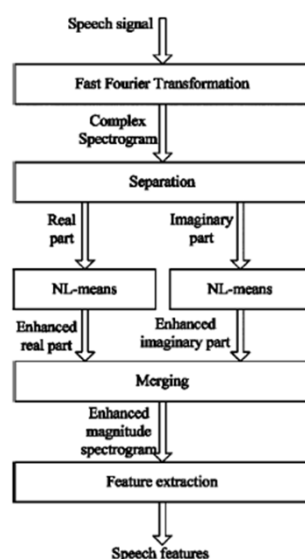 Speech signal
Fast Fourier Transformation
Complex
Spectrogram
Separation
Real
part
Imaginary
part
NL-means
NL-means
Enhanced
real part
Enhanced
imaginary part
Merging
Enhanced
magnitude
spectrogram
Feature extraction
Speech features